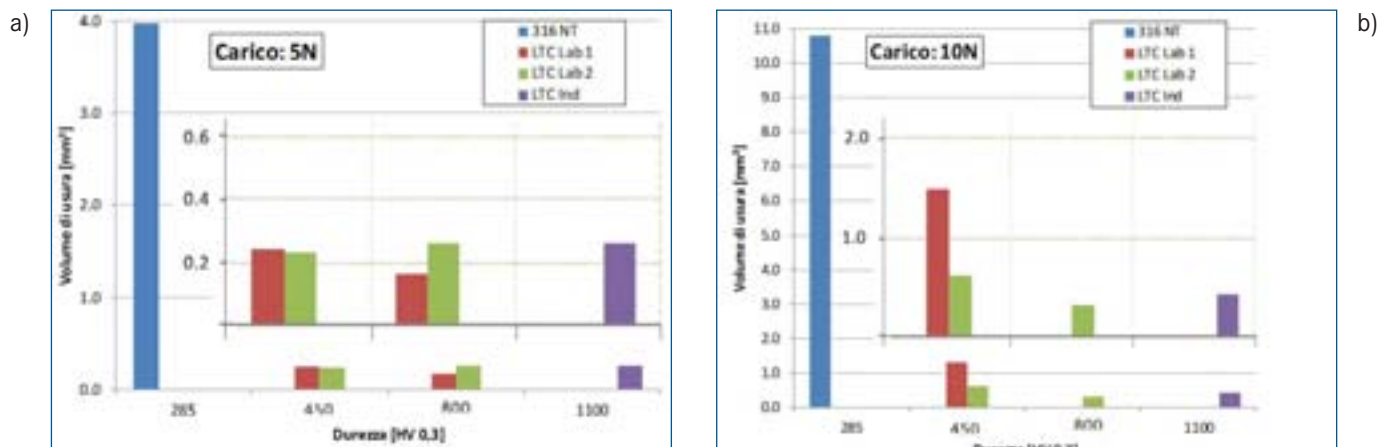 a)
Carico: 5N
316 NT
LTC Lab 1
LTC Lab 2
LTC Ind
Volume di usura [mm³]
4.0
3.0
2.0
1.0
0.0
0.6
0.4
0.2
285
450
800
1100
Durezza [HV 0,3]
b)
Carico: 10N
316 NT
LTC Lab 1
LTC Lab 2
LTC Ind
Volume di usura [mm³]
11.0
10.0
9.0
8.0
7.0
6.0
5.0
4.0
3.0
2.0
1.0
0.0
2.0
1.0
285
450
800
1100